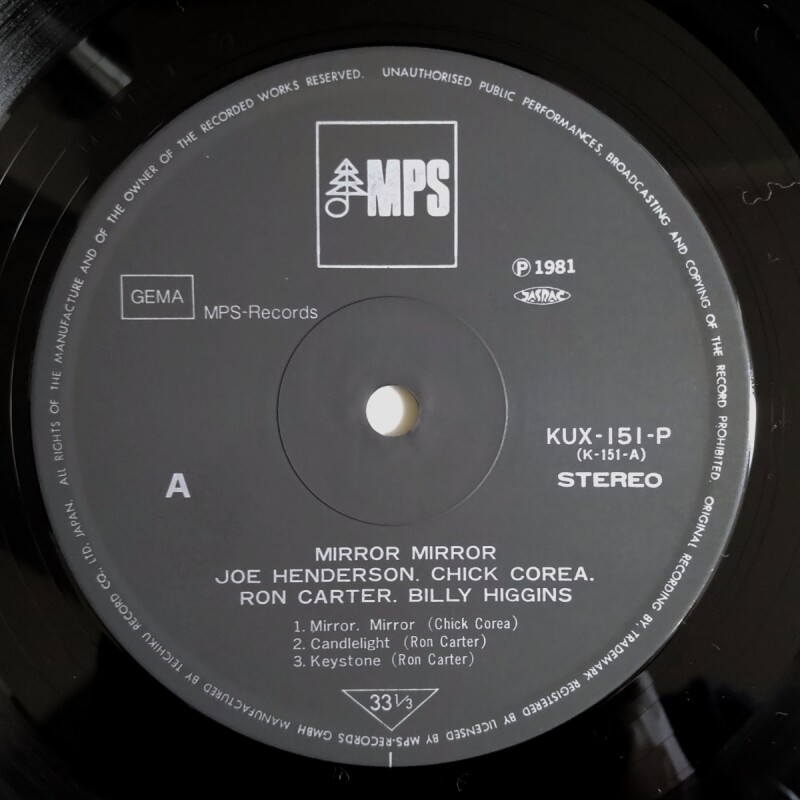 MPS
GEMA
MPS-Records
Ⓟ 1981
JASRAC
KUX-151-P
(K-151-A)
STEREO
A
MIRROR MIRROR
JOE HENDERSON. CHICK COREA.
RON CARTER. BILLY HIGGINS
1. Mirror. Mirror (Chick Corea)
2. Candlelight (Ron Carter)
3. Keystone (Ron Carter)
33 1/3
ALL RIGHTS OF THE MANUFACTURE AND OF THE OWNER OF THE RECORDED WORKS RESERVED. UNAUTHORISED PUBLIC PERFORMANCES, BROADCASTING AND COPYING OF THE RECORD PROHIBITED. ORIGINAL RECORDING BY, TRADEMARK REGISTERED BY, LICENSED BY MPS-RECORDS GMBH MANUFACTURED BY TEICHIKU RECORD CO., LTD. JAPAN.